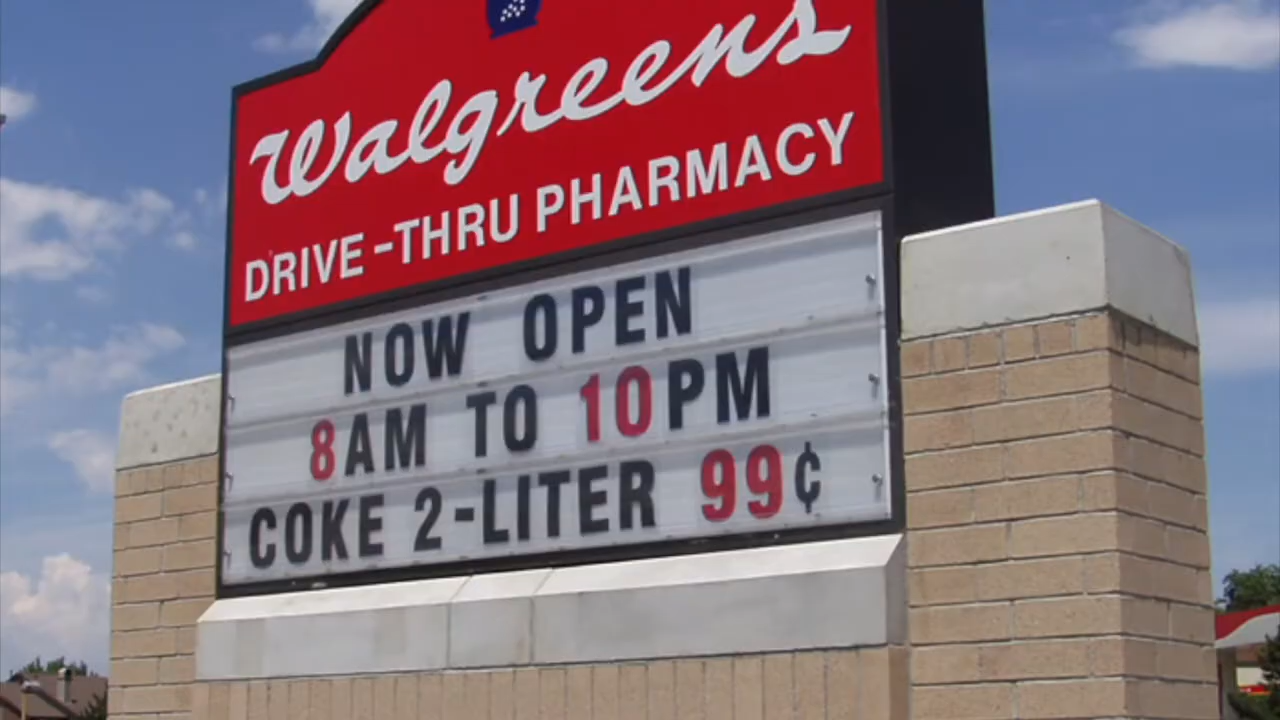 Walgreens
DRIVE-THRU PHARMACY
NOW OPEN
8AM TO 10PM
COKE 2-LITER 99¢